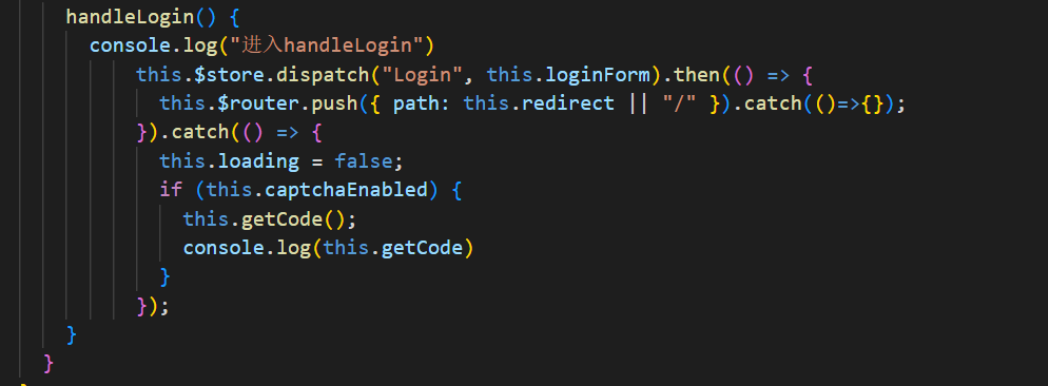 handleLogin() {
console.log("进入handleLogin")
this.$store.dispatch("Login", this.loginForm).then(() => {
this.$router.push({ path: this.redirect || "/" }).catch(()=>{});
}).catch(() => {
this.loading = false;
if (this.captchaEnabled) {
this.getCode();
console.log(this.getCode)
}
});
}
}